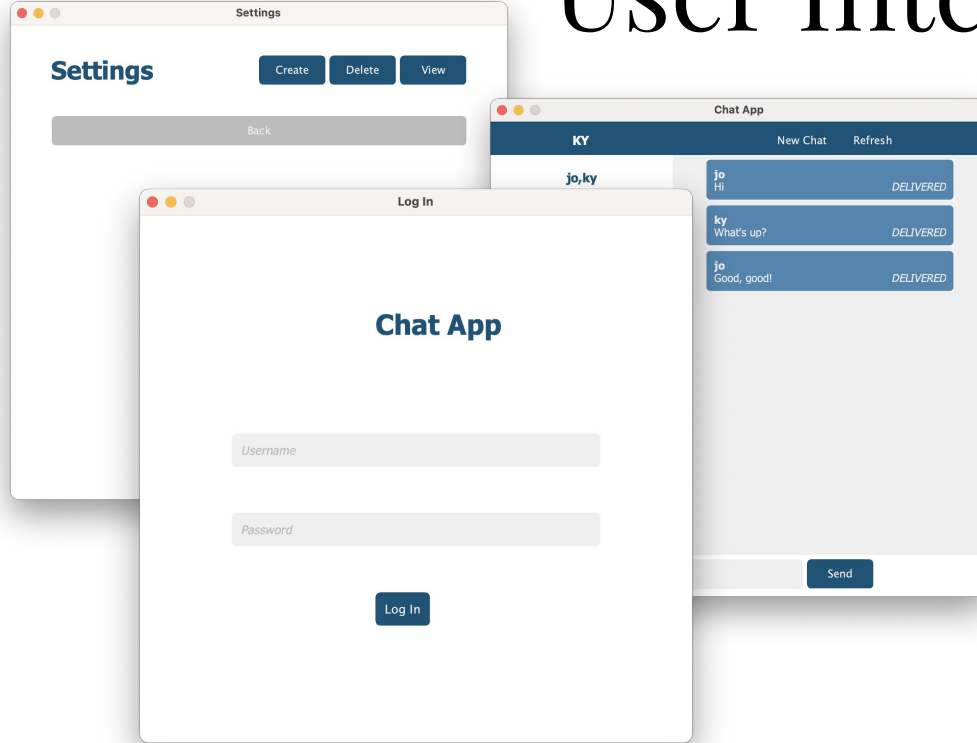 User Inte
Settings
Settings
Create Delete View
Back
Chat App
KY New Chat Refresh
jo,ky
jo
Hi DELIVERED
ky
What's up? DELIVERED
jo
Good, good! DELIVERED
Send
Log In
Chat App
Username
Password
Log In